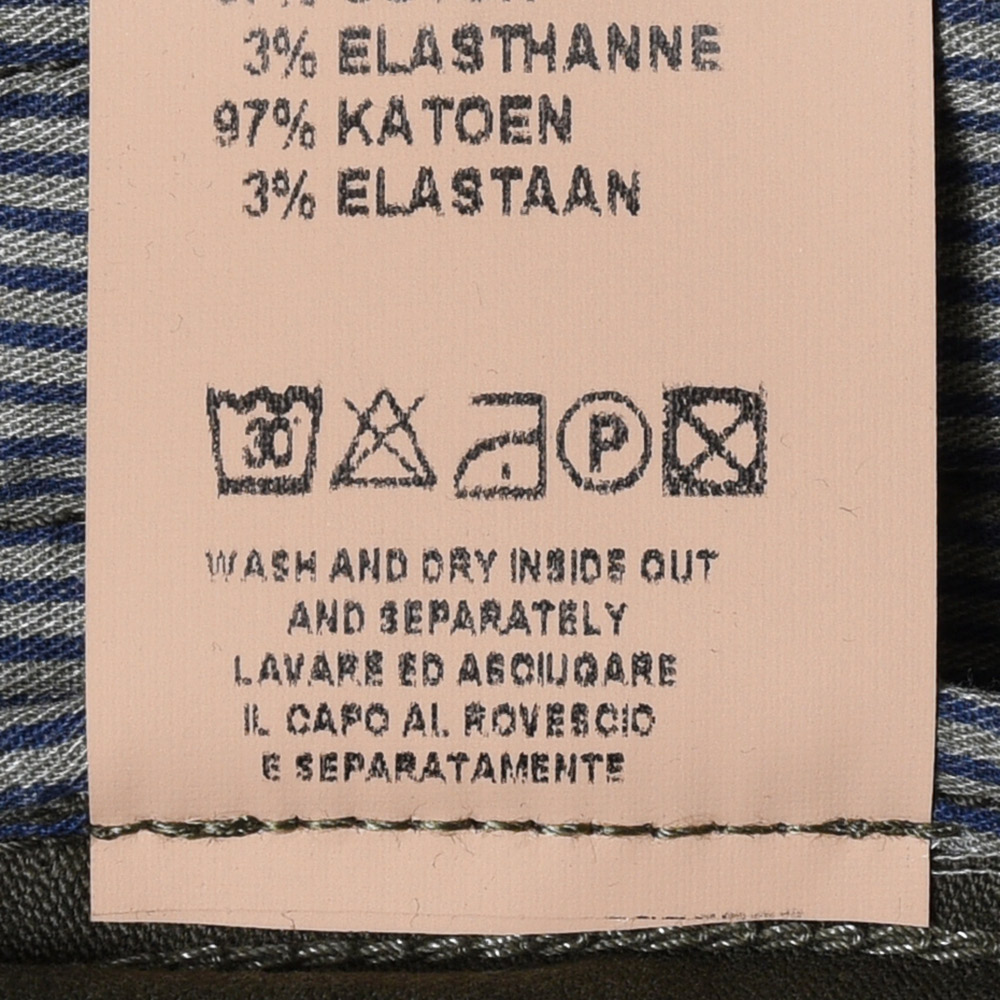 3% ELASTHANNE
97% KATOEN
3% ELASTAAN
30°
P
WASH AND DRY INSIDE OUT
AND SEPARATELY
LAVARE ED ASCIUGARE
IL CAPO AL ROVESCIO
E SEPARATAMENTE